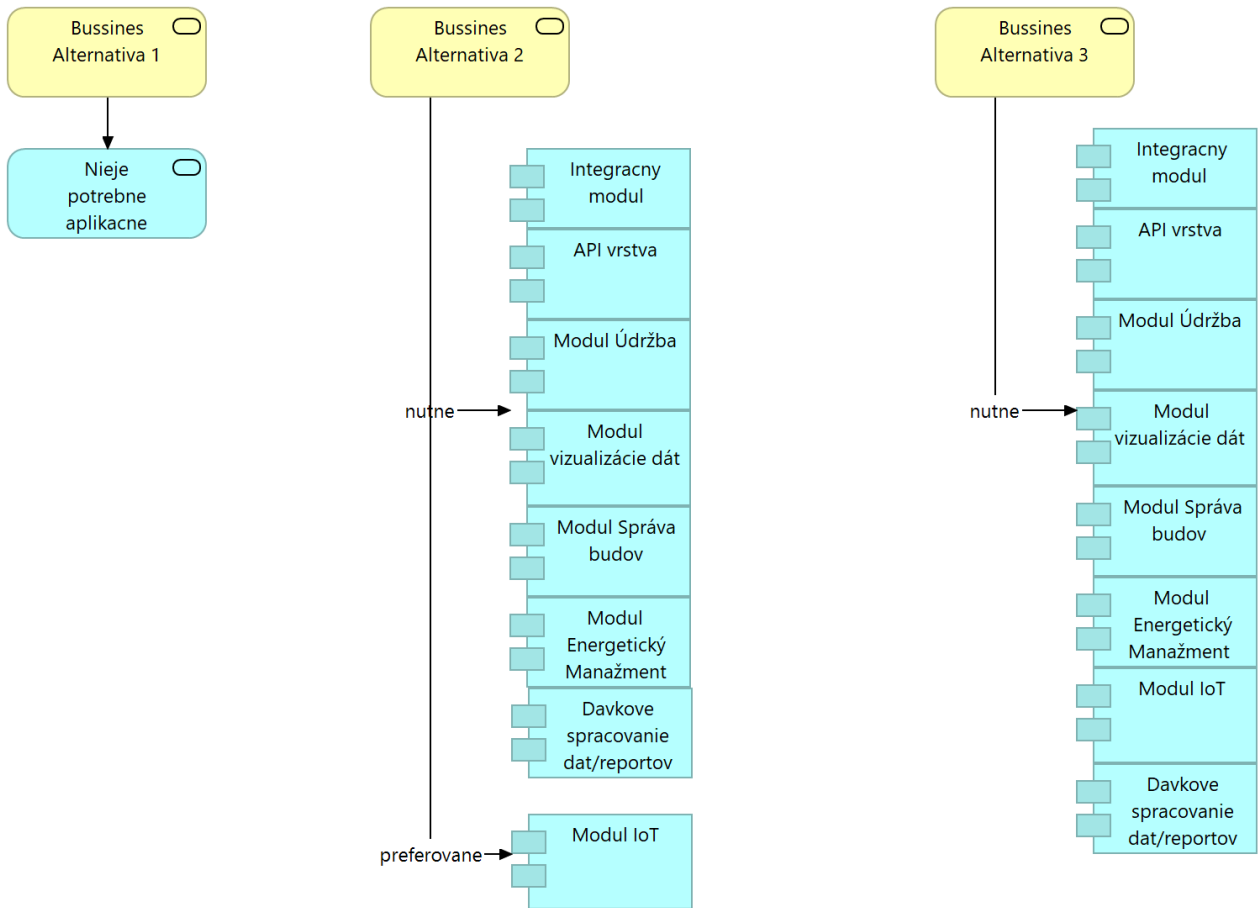 Bussines
Alternativa 1
Nieje
potrebne
aplikacne
Bussines
Alternativa 2
nutne
Integracny
modul
API vrstva
Modul Údržba
Modul
vizualizácie dát
Modul Správa
budov
Modul
Energetický
Manažment
Davkove
spracovanie
dat/reportov
preferovane
Modul IoT
Bussines
Alternativa 3
nutne
Integracny
modul
API vrstva
Modul Údržba
Modul
vizualizácie dát
Modul Správa
budov
Modul
Energetický
Manažment
Modul IoT
Davkove
spracovanie
dat/reportov